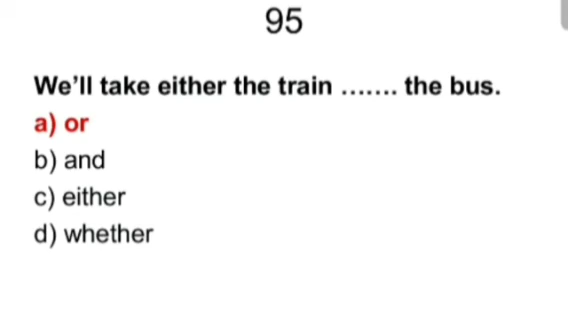 95
We’ll take either the train ....... the bus.
a) or
b) and
c) either
d) whether